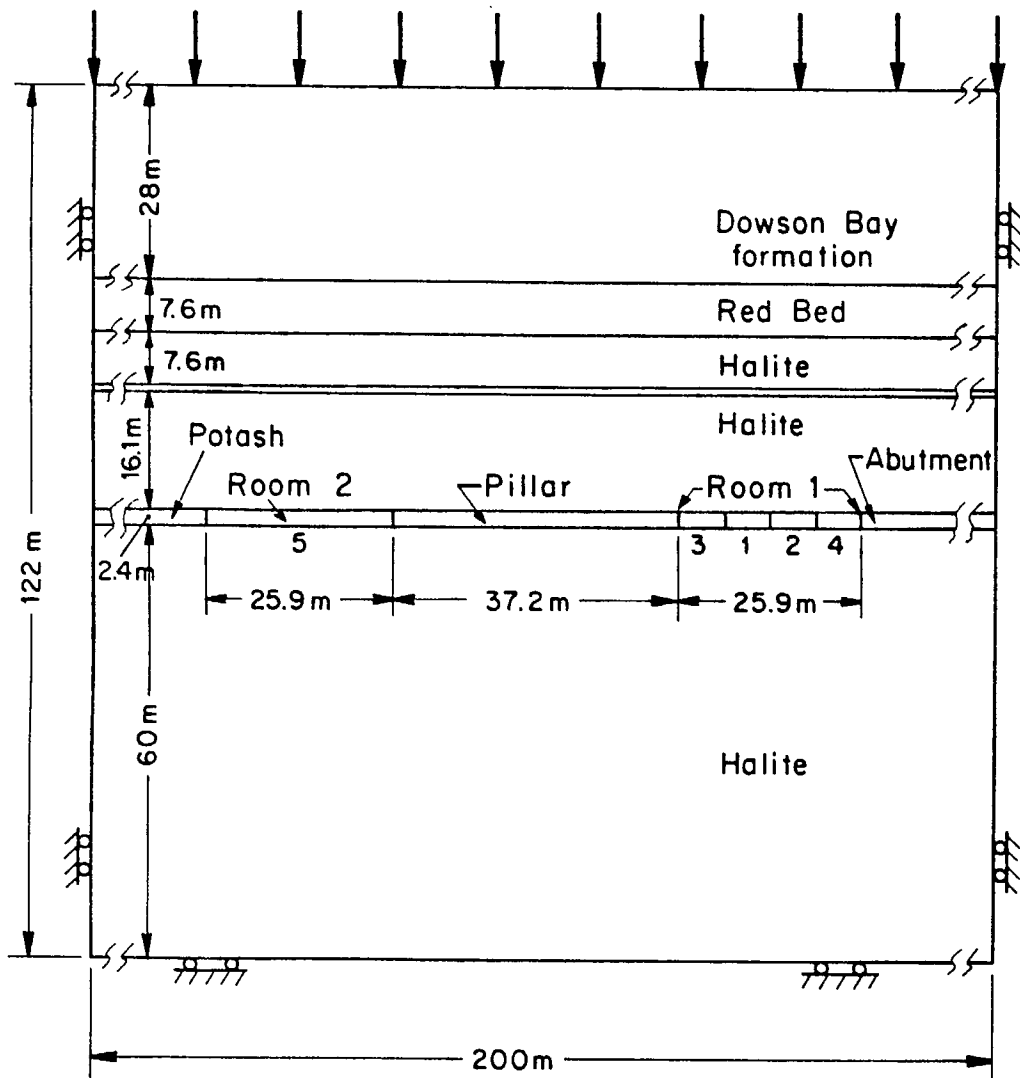 28m
Dowson Bay
formation
7.6m
Red Bed
7.6m
Halite
16.1m
Halite
Potash
Abutment
Room 2
Pillar
Room 1
5
3
1
2
4
2.4m
122 m
25.9m
37.2m
25.9m
60m
Halite
200m